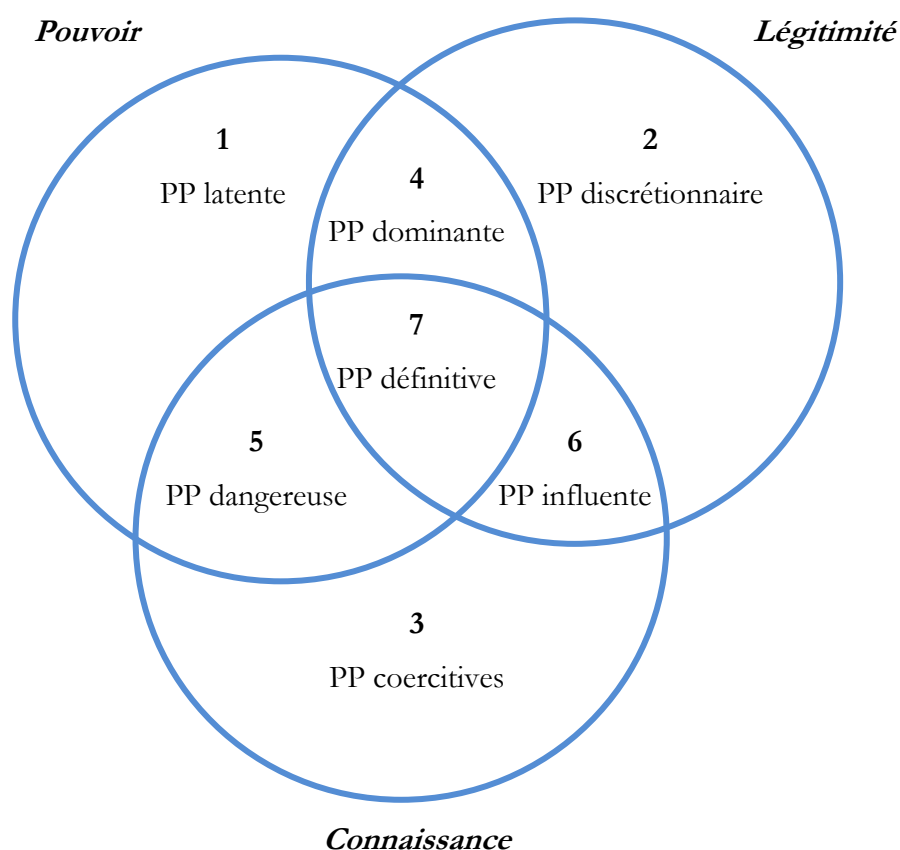 Pouvoir
Légitimité
1
PP latente
2
PP discrétionnaire
4
PP dominante
7
PP définitive
5
PP dangereuse
6
PP influente
3
PP coercitives
Connaissance